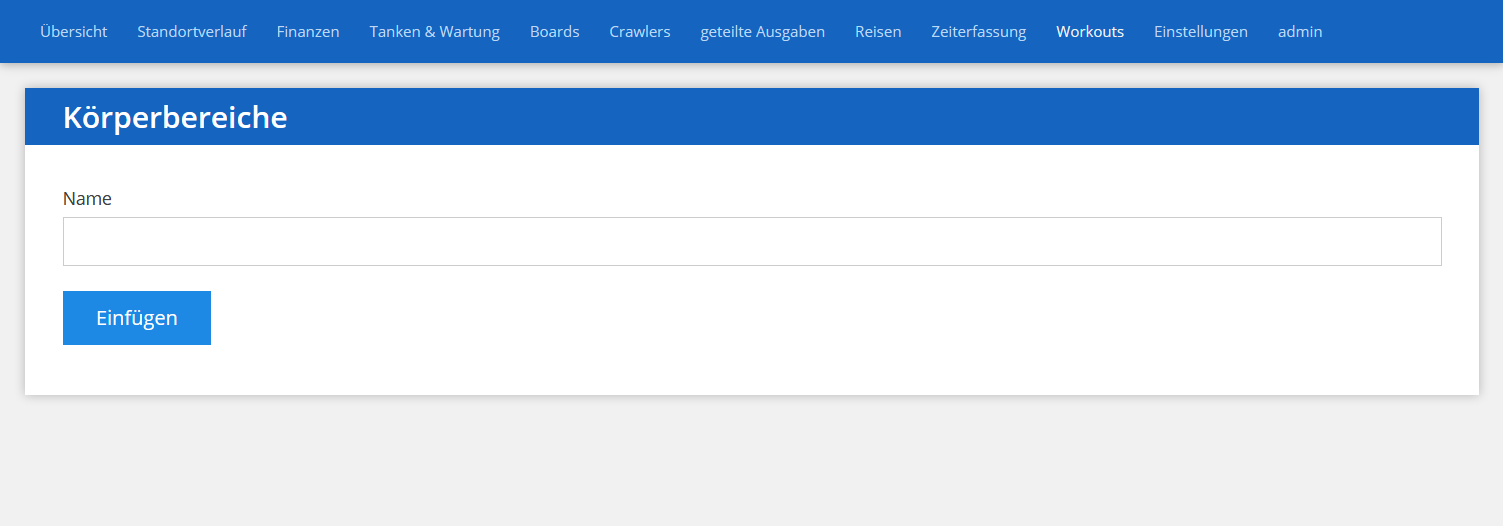 Übersicht Standortverlauf Finanzen Tanken & Wartung Boards Crawlers geteilte Ausgaben Reisen Zeiterfassung Workouts Einstellungen admin
Körperbereiche
Name
Einfügen